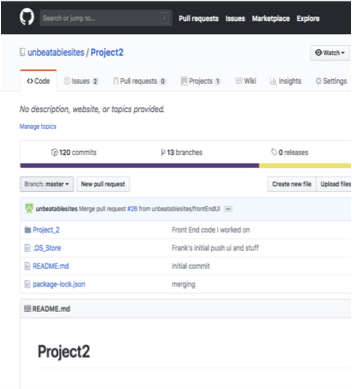 Search or jump to... / Pull requests Issues Marketplace Explore
unbeatablesites / Project2 Watch
Code Issues 2 Pull requests 0 Projects 1 Wiki Insights Settings
No description, website, or topics provided.
Manage topics
120 commits 13 branches 0 releases
Branch: master New pull request Create new file Upload files
unbeatablesites Merge pull request #26 from unbeatablesites/frontEndUI ...
Project_2 Front End code I worked on
.DS_Store Frank's initial push ui and stuff
README.md Initial commit
package-lock.json merging
README.md
Project2